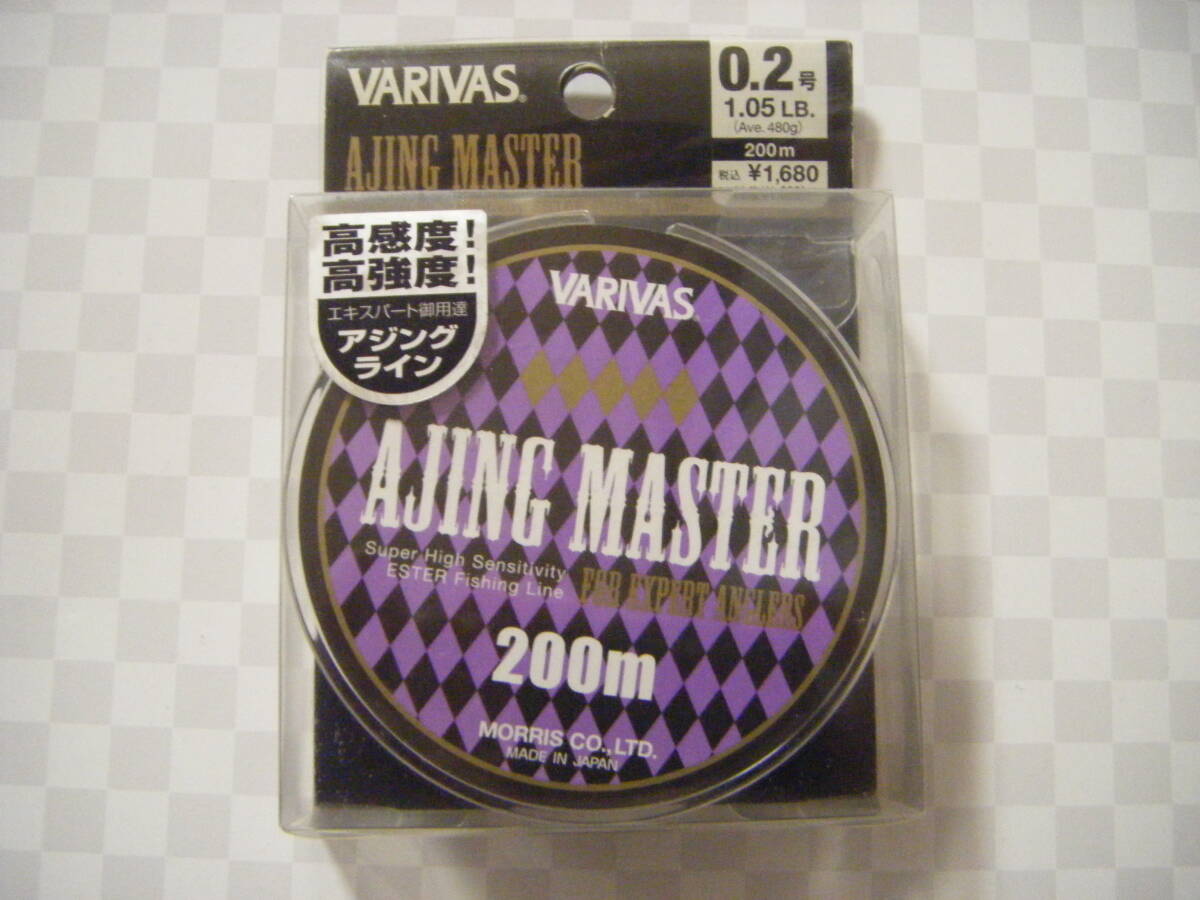 VARIVAS®
AJING MASTER
0.2号
1.05 LB.
(Ave. 480g)
200m
税込 ¥1,680
高感度!
高強度!
エキスパート御用達
アジング
ライン
VARIVAS®
AJING MASTER
Super High Sensitivity
ESTER Fishing Line
FOR EXPERT ANGLERS
200m
MORRIS CO.,LTD.
MADE IN JAPAN